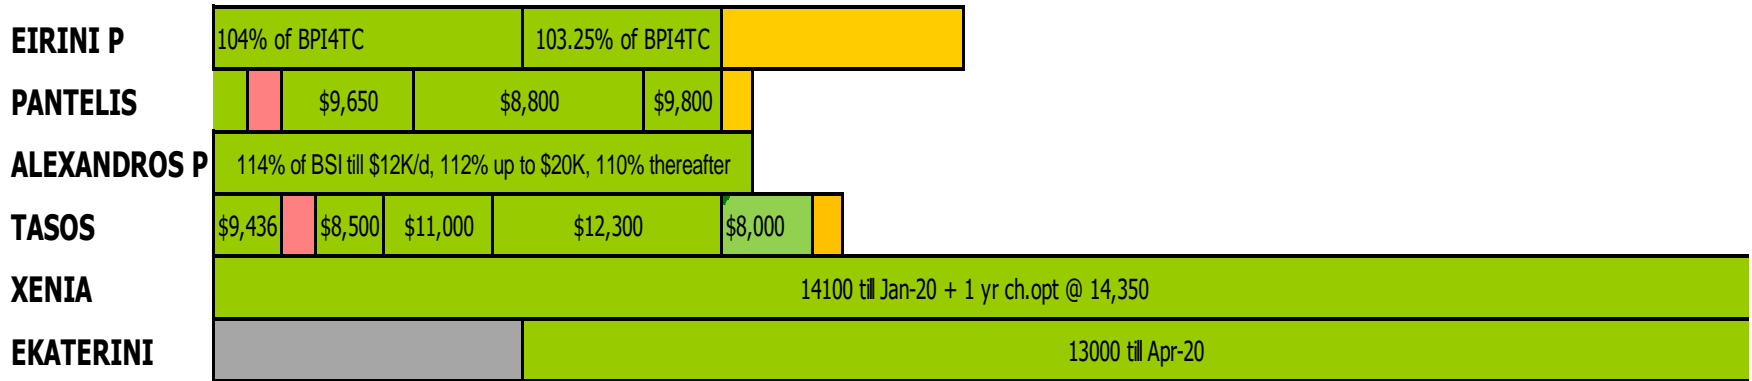 EIRINI P 104% of BPI4TC 103.25% of BPI4TC
PANTELIS $9,650 $8,800 $9,800
ALEXANDROS P 114% of BSI till $12K/d, 112% up to $20K, 110% thereafter
TASOS $9,436 $8,500 $11,000 $12,300 $8,000
XENIA 14100 till Jan-20 + 1 yr ch.opt @ 14,350
EKATERINI 13000 till Apr-20